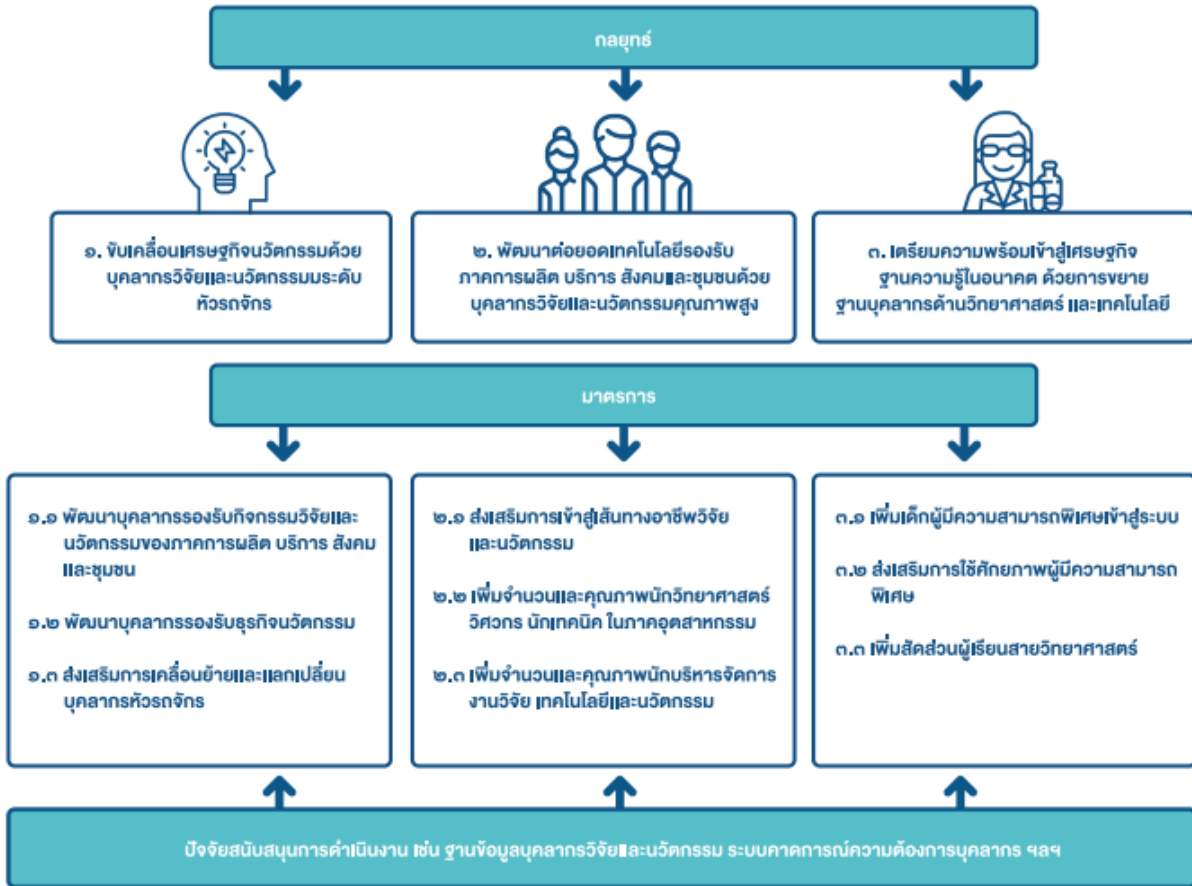 กลยุทธ์
๑. ขับเคลื่อนเศรษฐกิจนวัตกรรมด้วย
บุคลากรวิจัยและนวัตกรรมมระดับ
หัวรถจักร
๒. พัฒนาต่อยอดเทคโนโลยีรองรับ
ภาคการผลิต บริการ สังคมและชุมชนด้วย
บุคลากรวิจัยและนวัตกรรมคุณภาพสูง
๓. เตรียมความพร้อมเข้าสู่เศรษฐกิจ
ฐานความรู้ในอนาคต ด้วยการขยาย
ฐานบุคลากรด้านวิทยาศาสตร์ และเทคโนโลยี
มาตรการ
๑.๑ พัฒนาบุคลากรรองรับกิจกรรมวิจัยและ
นวัตกรรมของภาคการผลิต บริการ สังคม
และชุมชน
๑.๒ พัฒนาบุคลากรรองรับธุรกิจนวัตกรรม
๑.๓ ส่งเสริมการเคลื่อนย้ายและแลกเปลี่ยน
บุคลากรหัวรถจักร
๒.๑ ส่งเสริมการเข้าสู่เส้นทางอาชีพวิจัย
และนวัตกรรม
๒.๒ เพิ่มจำนวนและคุณภาพนักวิทยาศาสตร์
วิศวกร นักเทคนิค ในภาคอุตสาหกรรม
๒.๓ เพิ่มจำนวนและคุณภาพนักบริหารจัดการ
งานวิจัย เทคโนโลยีและนวัตกรรม
๓.๑ เพิ่มเด็กผู้มีความสามารถพิเศษเข้าสู่ระบบ
๓.๒ ส่งเสริมการใช้ศักยภาพผู้มีความสามารถ
พิเศษ
๓.๓ เพิ่มสัดส่วนผู้เรียนสายวิทยาศาสตร์
ปัจจัยสนับสนุนการดำเนินงาน เช่น ฐานข้อมูลบุคลากรวิจัยและนวัตกรรม ระบบคาดการณ์ความต้องการบุคลากร ฯลฯ